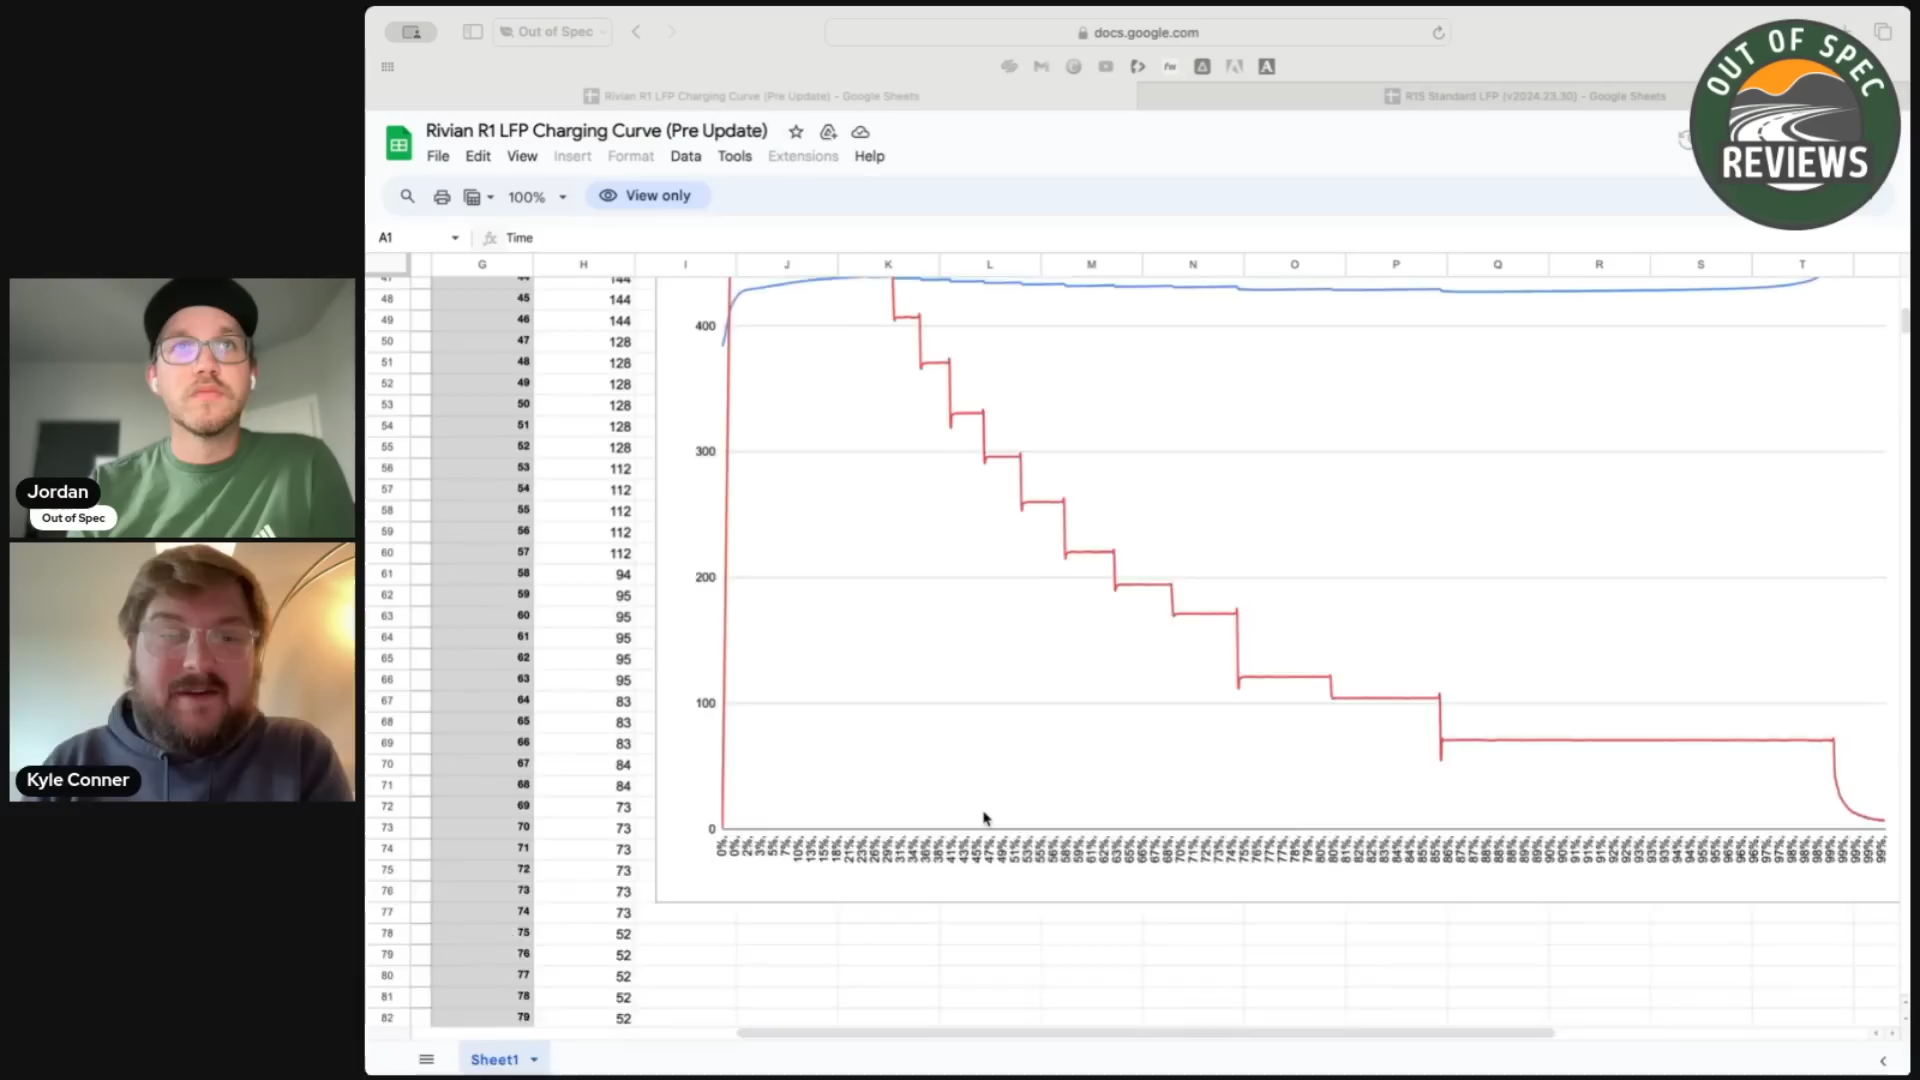 Out of Spec
docs.google.com
fw
Rivian R1 LFP Charging Curve (Pre Update) – Google Sheets
R1S Standard LFP (v2024.23.30) – Google Sheets
OUT OF SPEC
REVIEWS
Rivian R1 LFP Charging Curve (Pre Update)
File Edit View Insert Format Data Tools Extensions Help
100% View only
A1 fx Time
G H I J K L M N O P Q R S T
47 44 144
48 45 144
49 46 144
50 47 128
51 48 128
52 49 128
53 50 128
54 51 128
55 52 128
56 53 112
57 54 112
58 55 112
59 56 112
60 57 112
61 58 94
62 59 95
63 60 95
64 61 95
65 62 95
66 63 95
67 64 83
68 65 83
69 66 83
70 67 84
71 68 84
72 69 73
73 70 73
74 71 73
75 72 73
76 73 73
77 74 73
78 75 52
79 76 52
80 77 52
81 78 52
82 79 52
400
300
200
100
0
Jordan
Out of Spec
Kyle Conner
Sheet1